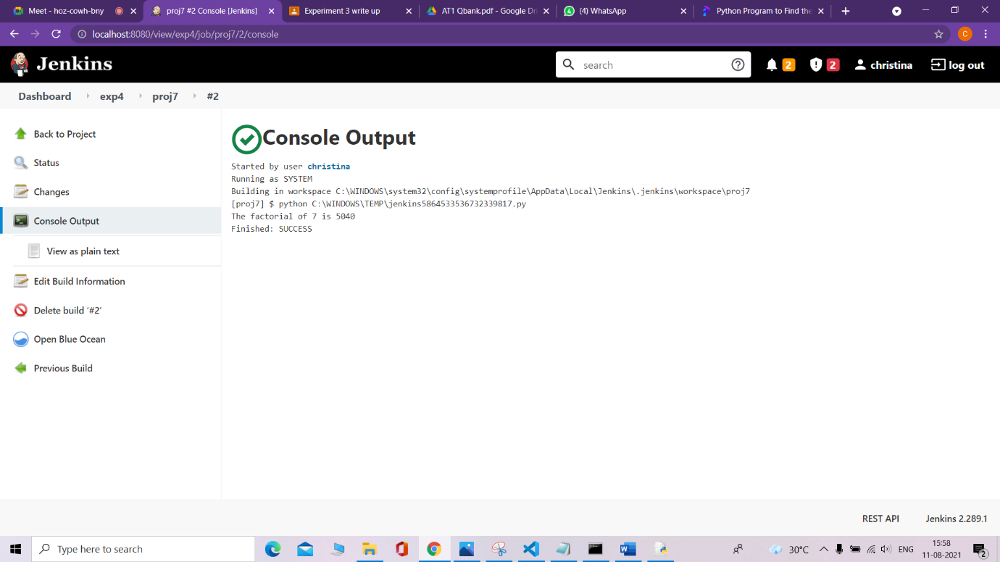 Meet - hoz-cowh-bny
proj7 #2 Console [Jenkins]
Experiment 3 write up
AT1 Qbank.pdf - Google Dri
(4) WhatsApp
Python Program to Find the
localhost:8080/view/exp4/job/proj7/2/console
C
Jenkins
search
2
2
christina
log out
Dashboard
exp4
proj7
#2
Back to Project
Status
Changes
Console Output
View as plain text
Edit Build Information
Delete build ‘#2’
Open Blue Ocean
Previous Build
Console Output
Started by user christina
Running as SYSTEM
Building in workspace C:\WINDOWS\system32\config\systemprofile\AppData\Local\Jenkins\.jenkins\workspace\proj7
[proj7] $ python C:\WINDOWS\TEMP\jenkins5864533536732339817.py
The factorial of 7 is 5040
Finished: SUCCESS
REST API
Jenkins 2.289.1
Type here to search
30°C
ENG
15:58
11-08-2021
2